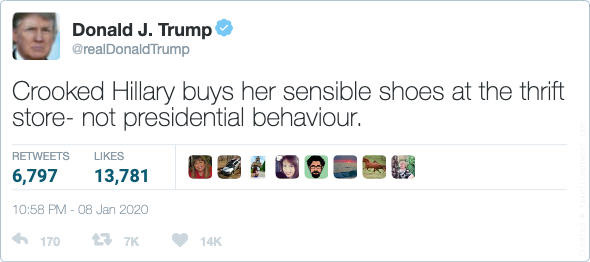 Donald J. Trump
@realDonaldTrump
Crooked Hillary buys her sensible shoes at the thrift
store- not presidential behaviour.
RETWEETS LIKES
6,797 13,781
10:58 PM - 08 Jan 2020
170 7K 14K